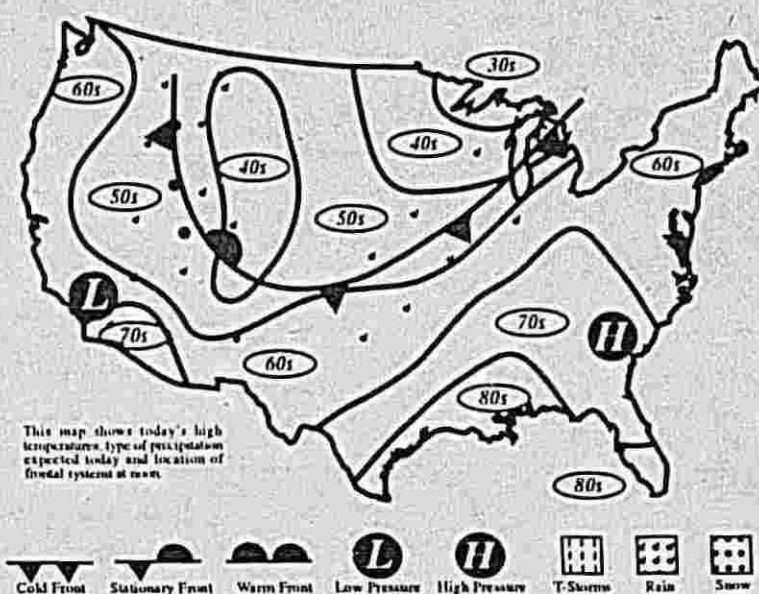 30s
60s
40s
60s
40s
50s
50s
L
70s
70s
H
60s
80s
This map shows today's high
temperatures, type of precipitation
expected today and location of
frontal systems at noon
80s
Cold Front Stationary Front Warm Front Low Pressure High Pressure T-Storms Rain Snow
L H